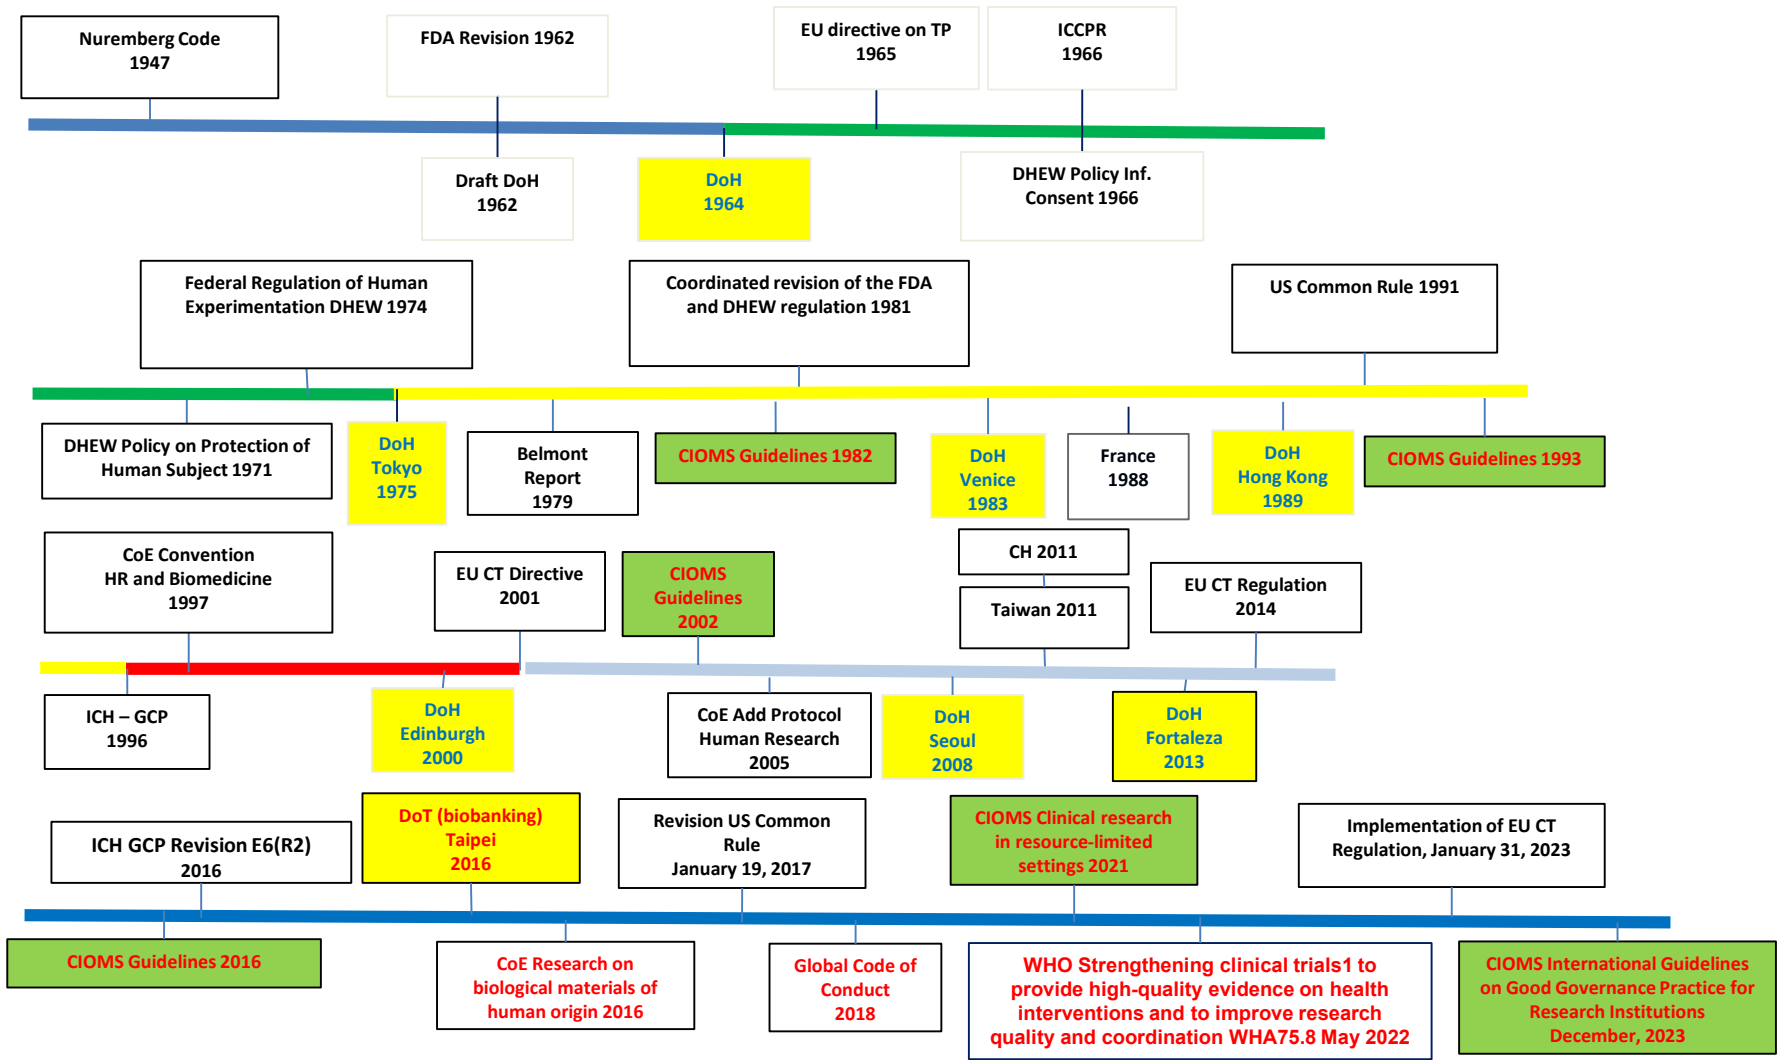 Nuremberg Code
1947
FDA Revision 1962
EU directive on TP
1965
ICCPR
1966
Draft DoH
1962
DoH
1964
DHEW Policy Inf.
Consent 1966
Federal Regulation of Human
Experimentation DHEW 1974
Coordinated revision of the FDA
and DHEW regulation 1981
US Common Rule 1991
DHEW Policy on Protection of
Human Subject 1971
DoH
Tokyo
1975
Belmont
Report
1979
CIOMS Guidelines 1982
DoH
Venice
1983
France
1988
DoH
Hong Kong
1989
CIOMS Guidelines 1993
CoE Convention
HR and Biomedicine
1997
EU CT Directive
2001
CIOMS
Guidelines
2002
CH 2011
Taiwan 2011
EU CT Regulation
2014
ICH – GCP
1996
DoH
Edinburgh
2000
CoE Add Protocol
Human Research
2005
DoH
Seoul
2008
DoH
Fortaleza
2013
ICH GCP Revision E6(R2)
2016
DoT (biobanking)
Taipei
2016
Revision US Common
Rule
January 19, 2017
CIOMS Clinical research
in resource-limited
settings 2021
Implementation of EU CT
Regulation, January 31, 2023
CIOMS Guidelines 2016
CoE Research on
biological materials of
human origin 2016
Global Code of
Conduct
2018
WHO Strengthening clinical trials1 to
provide high-quality evidence on health
interventions and to improve research
quality and coordination WHA75.8 May 2022
CIOMS International Guidelines
on Good Governance Practice for
Research Institutions
December, 2023